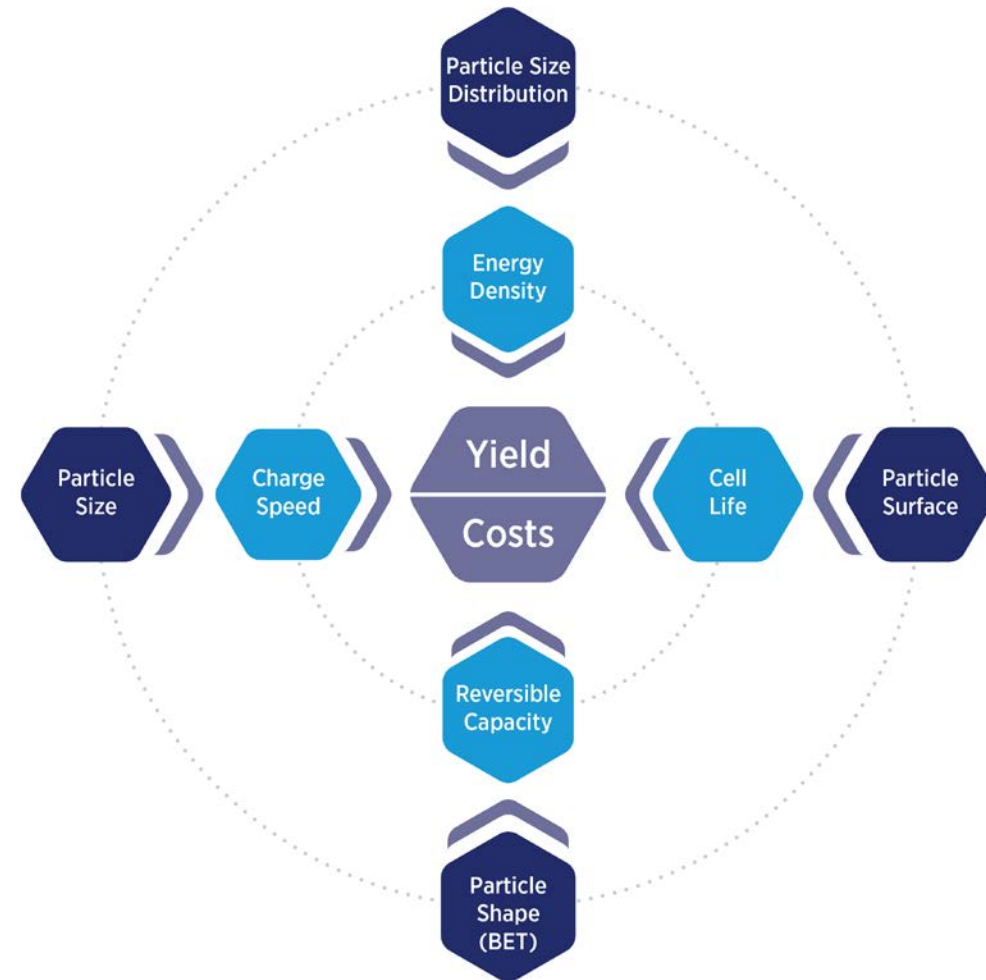 Particle Size
Distribution
Energy
Density
Particle
Size
Charge
Speed
Yield
Costs
Cell
Life
Particle
Surface
Reversible
Capacity
Particle
Shape
(BET)